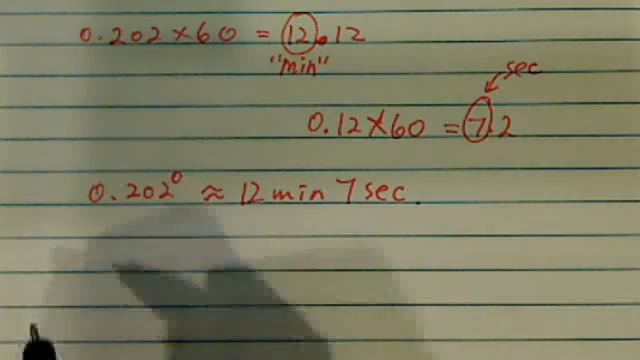 0.202 × 60 = 12.12
"min"
sec
0.12 × 60 = 7.2
0.202° ≈ 12 min 7 sec.